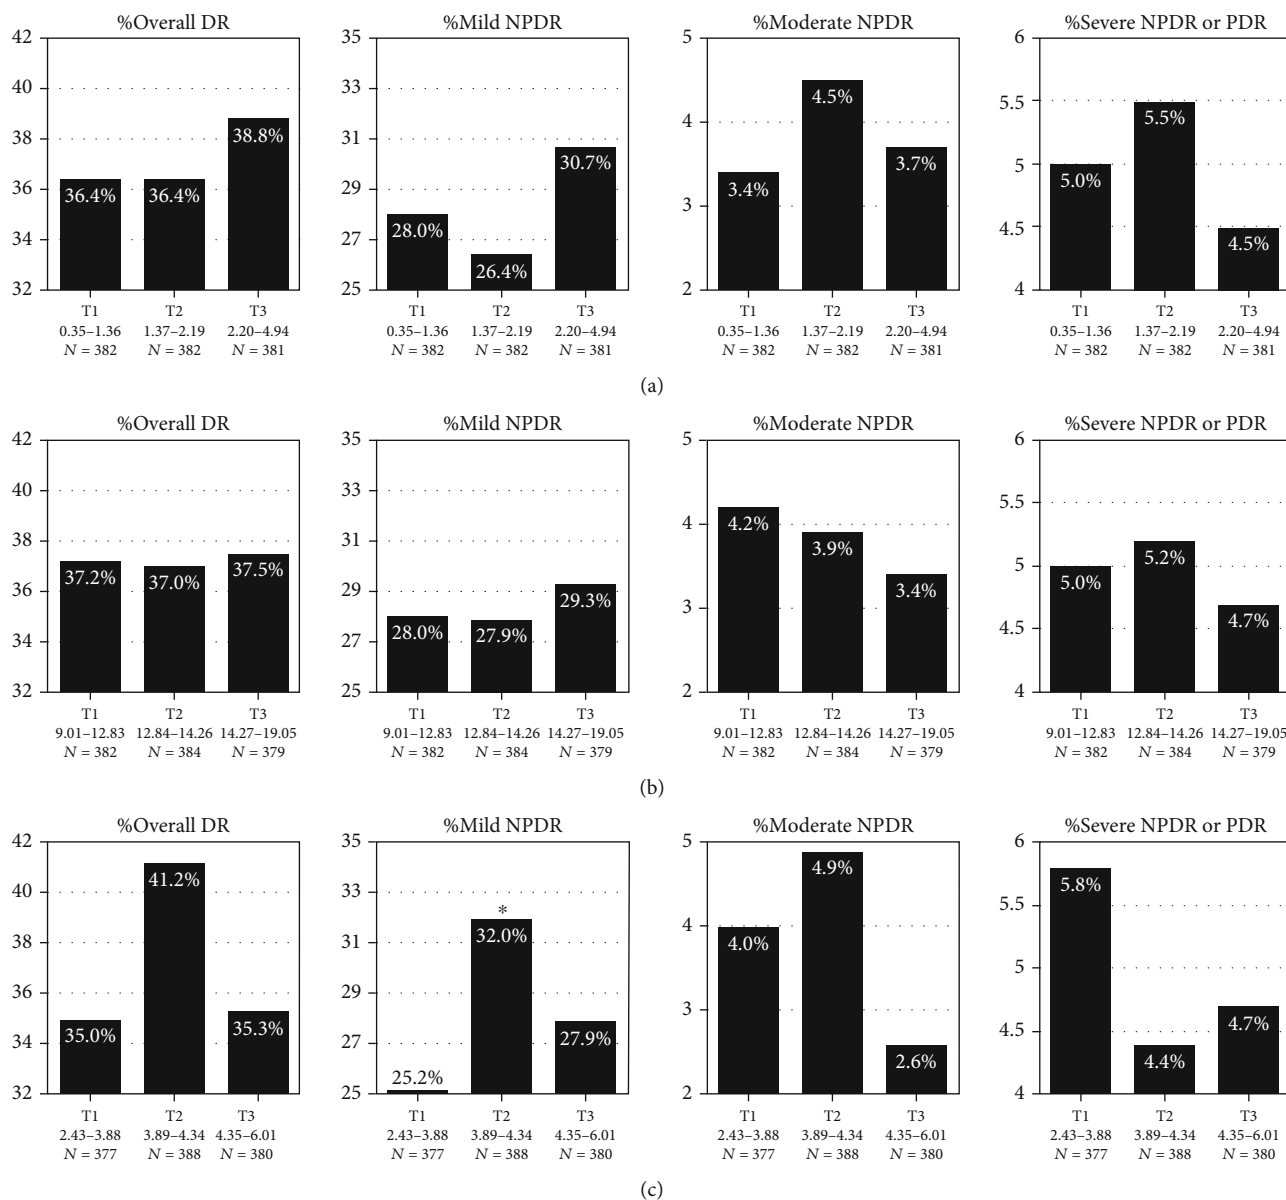 %Overall DR
42
40
38
36
34
32
36.4%
36.4%
38.8%
T1 T2 T3
0.35–1.36 1.37–2.19 2.20–4.94
N = 382 N = 382 N = 381
%Mild NPDR
35
33
31
29
27
25
28.0%
26.4%
30.7%
T1 T2 T3
0.35–1.36 1.37–2.19 2.20–4.94
N = 382 N = 382 N = 381
%Moderate NPDR
5
4
3
2
3.4%
4.5%
3.7%
T1 T2 T3
0.35–1.36 1.37–2.19 2.20–4.94
N = 382 N = 382 N = 381
%Severe NPDR or PDR
6
5.5
5
4.5
4
5.0%
5.5%
4.5%
T1 T2 T3
0.35–1.36 1.37–2.19 2.20–4.94
N = 382 N = 382 N = 381
(a)
%Overall DR
42
40
38
36
34
32
37.2%
37.0%
37.5%
T1 T2 T3
9.01–12.83 12.84–14.26 14.27–19.05
N = 382 N = 384 N = 379
%Mild NPDR
35
33
31
29
27
25
28.0%
27.9%
29.3%
T1 T2 T3
9.01–12.83 12.84–14.26 14.27–19.05
N = 382 N = 384 N = 379
%Moderate NPDR
5
4
3
2
4.2%
3.9%
3.4%
T1 T2 T3
9.01–12.83 12.84–14.26 14.27–19.05
N = 382 N = 384 N = 379
%Severe NPDR or PDR
6
5.5
5
4.5
4
5.0%
5.2%
4.7%
T1 T2 T3
9.01–12.83 12.84–14.26 14.27–19.05
N = 382 N = 384 N = 379
(b)
%Overall DR
42
40
38
36
34
32
35.0%
41.2%
35.3%
T1 T2 T3
2.43–3.88 3.89–4.34 4.35–6.01
N = 377 N = 388 N = 380
%Mild NPDR
35
33
31
29
27
25
25.2%
*
32.0%
27.9%
T1 T2 T3
2.43–3.88 3.89–4.34 4.35–6.01
N = 377 N = 388 N = 380
%Moderate NPDR
5
4
3
2
4.0%
4.9%
2.6%
T1 T2 T3
2.43–3.88 3.89–4.34 4.35–6.01
N = 377 N = 388 N = 380
%Severe NPDR or PDR
6
5.5
5
4.5
4
5.8%
4.4%
4.7%
T1 T2 T3
2.43–3.88 3.89–4.34 4.35–6.01
N = 377 N = 388 N = 380
(c)